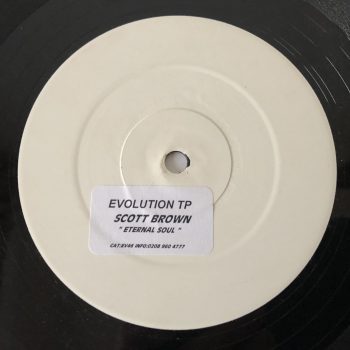 EVOLUTION TP
SCOTT BROWN
" ETERNAL SOUL "
CAT:EV46 INFO:0208 960 4777